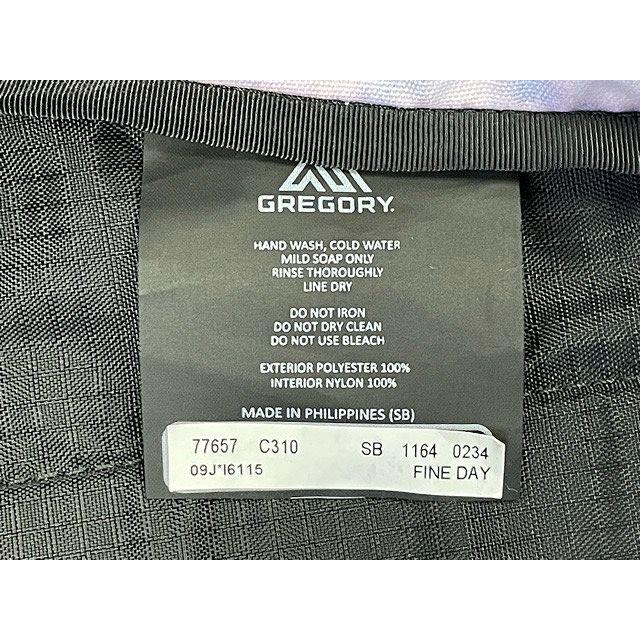 GREGORY.
HAND WASH, COLD WATER
MILD SOAP ONLY
RINSE THOROUGHLY
LINE DRY
DO NOT IRON
DO NOT DRY CLEAN
DO NOT USE BLEACH
EXTERIOR POLYESTER 100%
INTERIOR NYLON 100%
MADE IN PHILIPPINES (SB)
77657 C310 SB 1164 0234
09J*I6115 FINE DAY